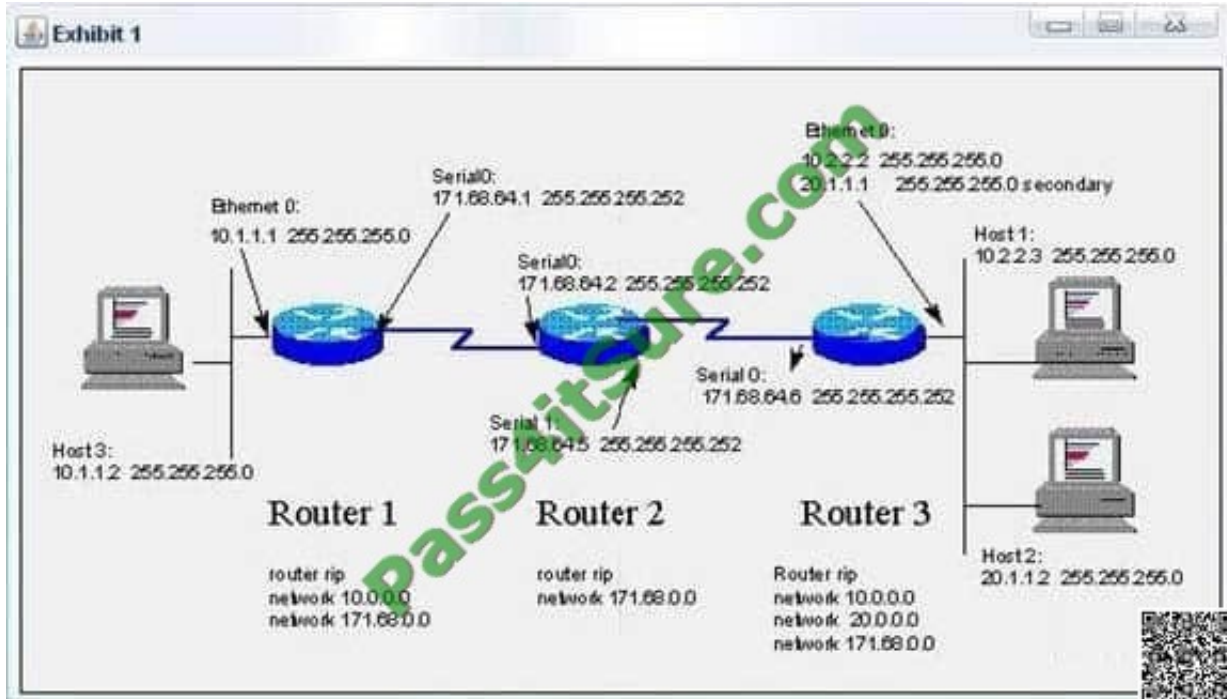 Exhibit 1
Ethernet 0:
10.2.2.2 255.255.255.0
20.1.1.1 255.255.255.0 secondary
Serial0:
171.68.64.1 255.255.255.252
Ethernet 0:
10.1.1.1 255.255.255.0
Host 1:
10.2.2.3 255.255.255.0
Serial0:
171.68.64.2 255.255.255.252
Serial 0:
171.68.64.6 255.255.255.252
Serial 1:
171.68.64.5 255.255.255.252
Host 3:
10.1.1.2 255.255.255.0
Host 2:
20.1.1.2 255.255.255.0
Router 1
Router 2
Router 3
router rip
network 10.0.0.0
network 171.68.0.0
router rip
network 171.68.0.0
Router rip
network 10.0.0.0
network 20.0.0.0
network 171.68.0.0
Pass4itSure.com